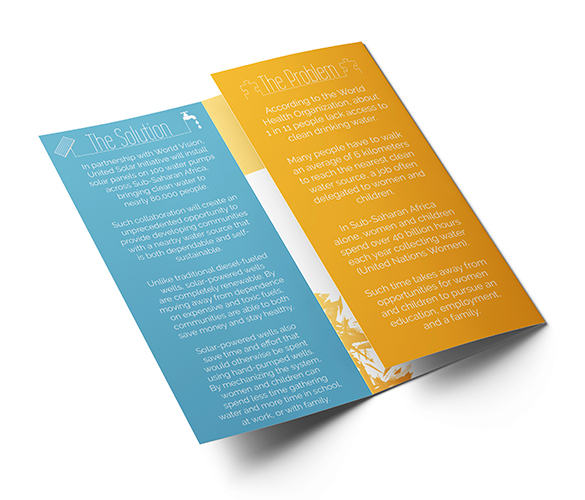 The Solution
In partnership with World Vision,
United Solar Initiative will install
solar panels on 100 water pumps
across Sub-Saharan Africa,
bringing clean water to
nearly 80,000 people.
Such collaboration will create an
unprecedented opportunity to
provide developing communities
with a nearby water source that
is both dependable and self-
sustainable.
Unlike traditional diesel-fueled
wells, solar-powered wells
are completely renewable. By
moving away from dependence
on expensive and toxic fuels,
communities are able to both
save money and stay healthy.
Solar-powered wells also
save time and effort that
would otherwise be spent
using hand-pumped wells.
By mechanizing the system,
women and children can
spend less time gathering
water and more time in school,
at work, or with family.
The Problem
According to the World
Health Organization, about
1 in 11 people lack access to
clean drinking water.
Many people have to walk
an average of 6 kilometers
to reach the nearest clean
water source, a job often
delegated to women and
children.
In Sub-Saharan Africa
alone, women and children
spend over 40 billion hours
each year collecting water
(United Nations Women).
Such time takes away from
opportunities for women
and children to pursue an
education, employment,
and a family.